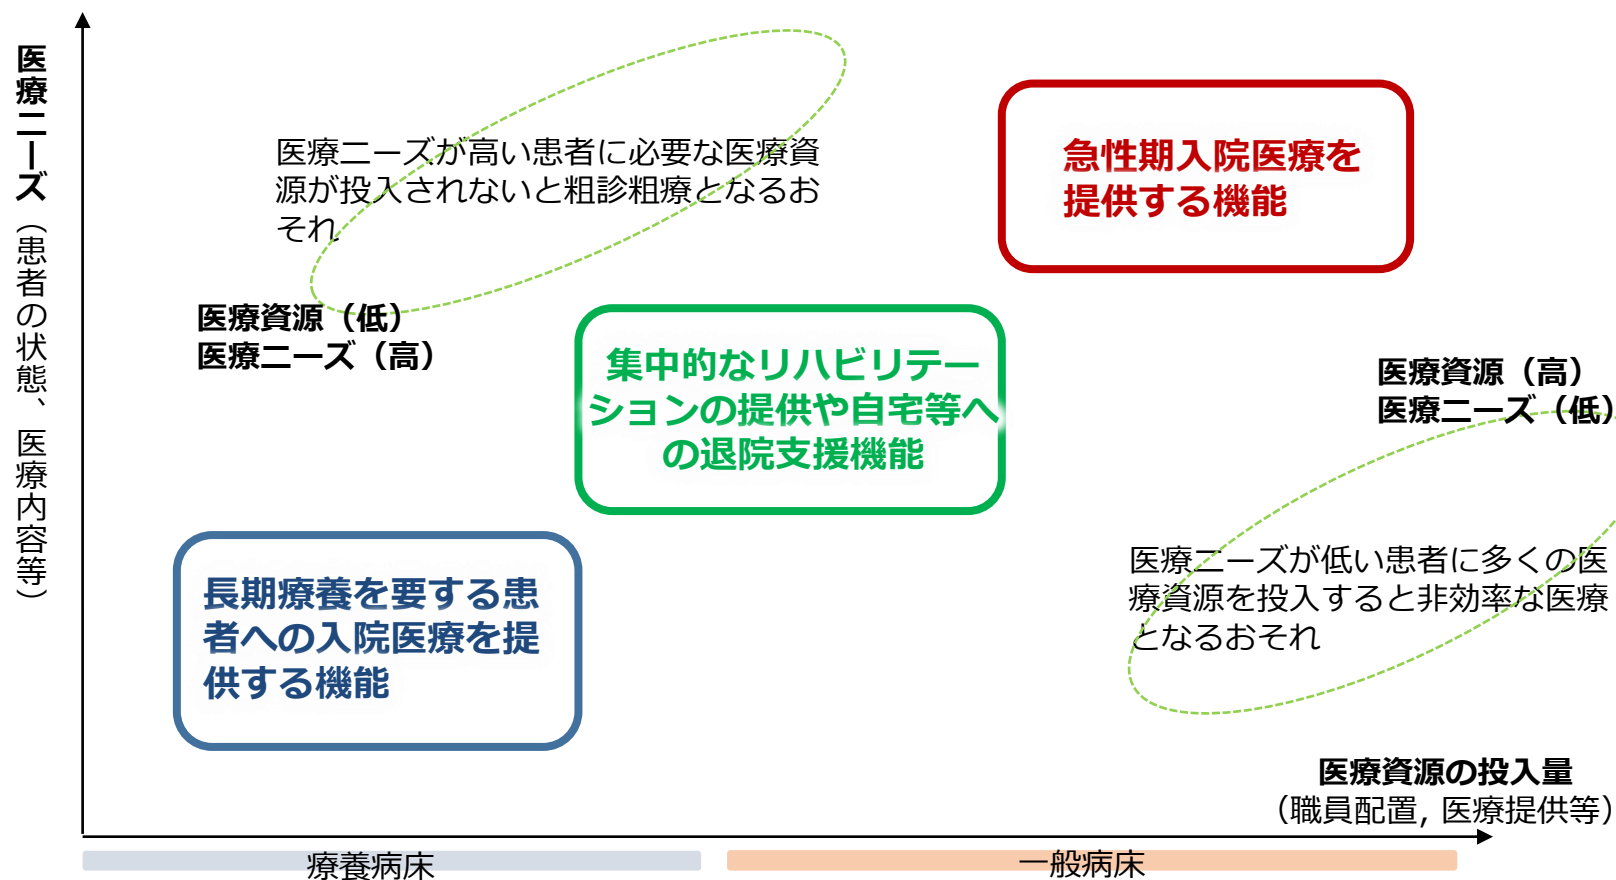 医療ニーズ（患者の状態、医療内容等）
医療ニーズが高い患者に必要な医療資
源が投入されないと粗診粗療となるお
それ
医療資源（低）
医療ニーズ（高）
急性期入院医療を
提供する機能
集中的なリハビリテー
ションの提供や自宅等へ
の退院支援機能
医療資源（高）
医療ニーズ（低）
長期療養を要する患
者への入院医療を提
供する機能
医療ニーズが低い患者に多くの医
療資源を投入すると非効率な医療
となるおそれ
医療資源の投入量
（職員配置, 医療提供等）
療養病床
一般病床